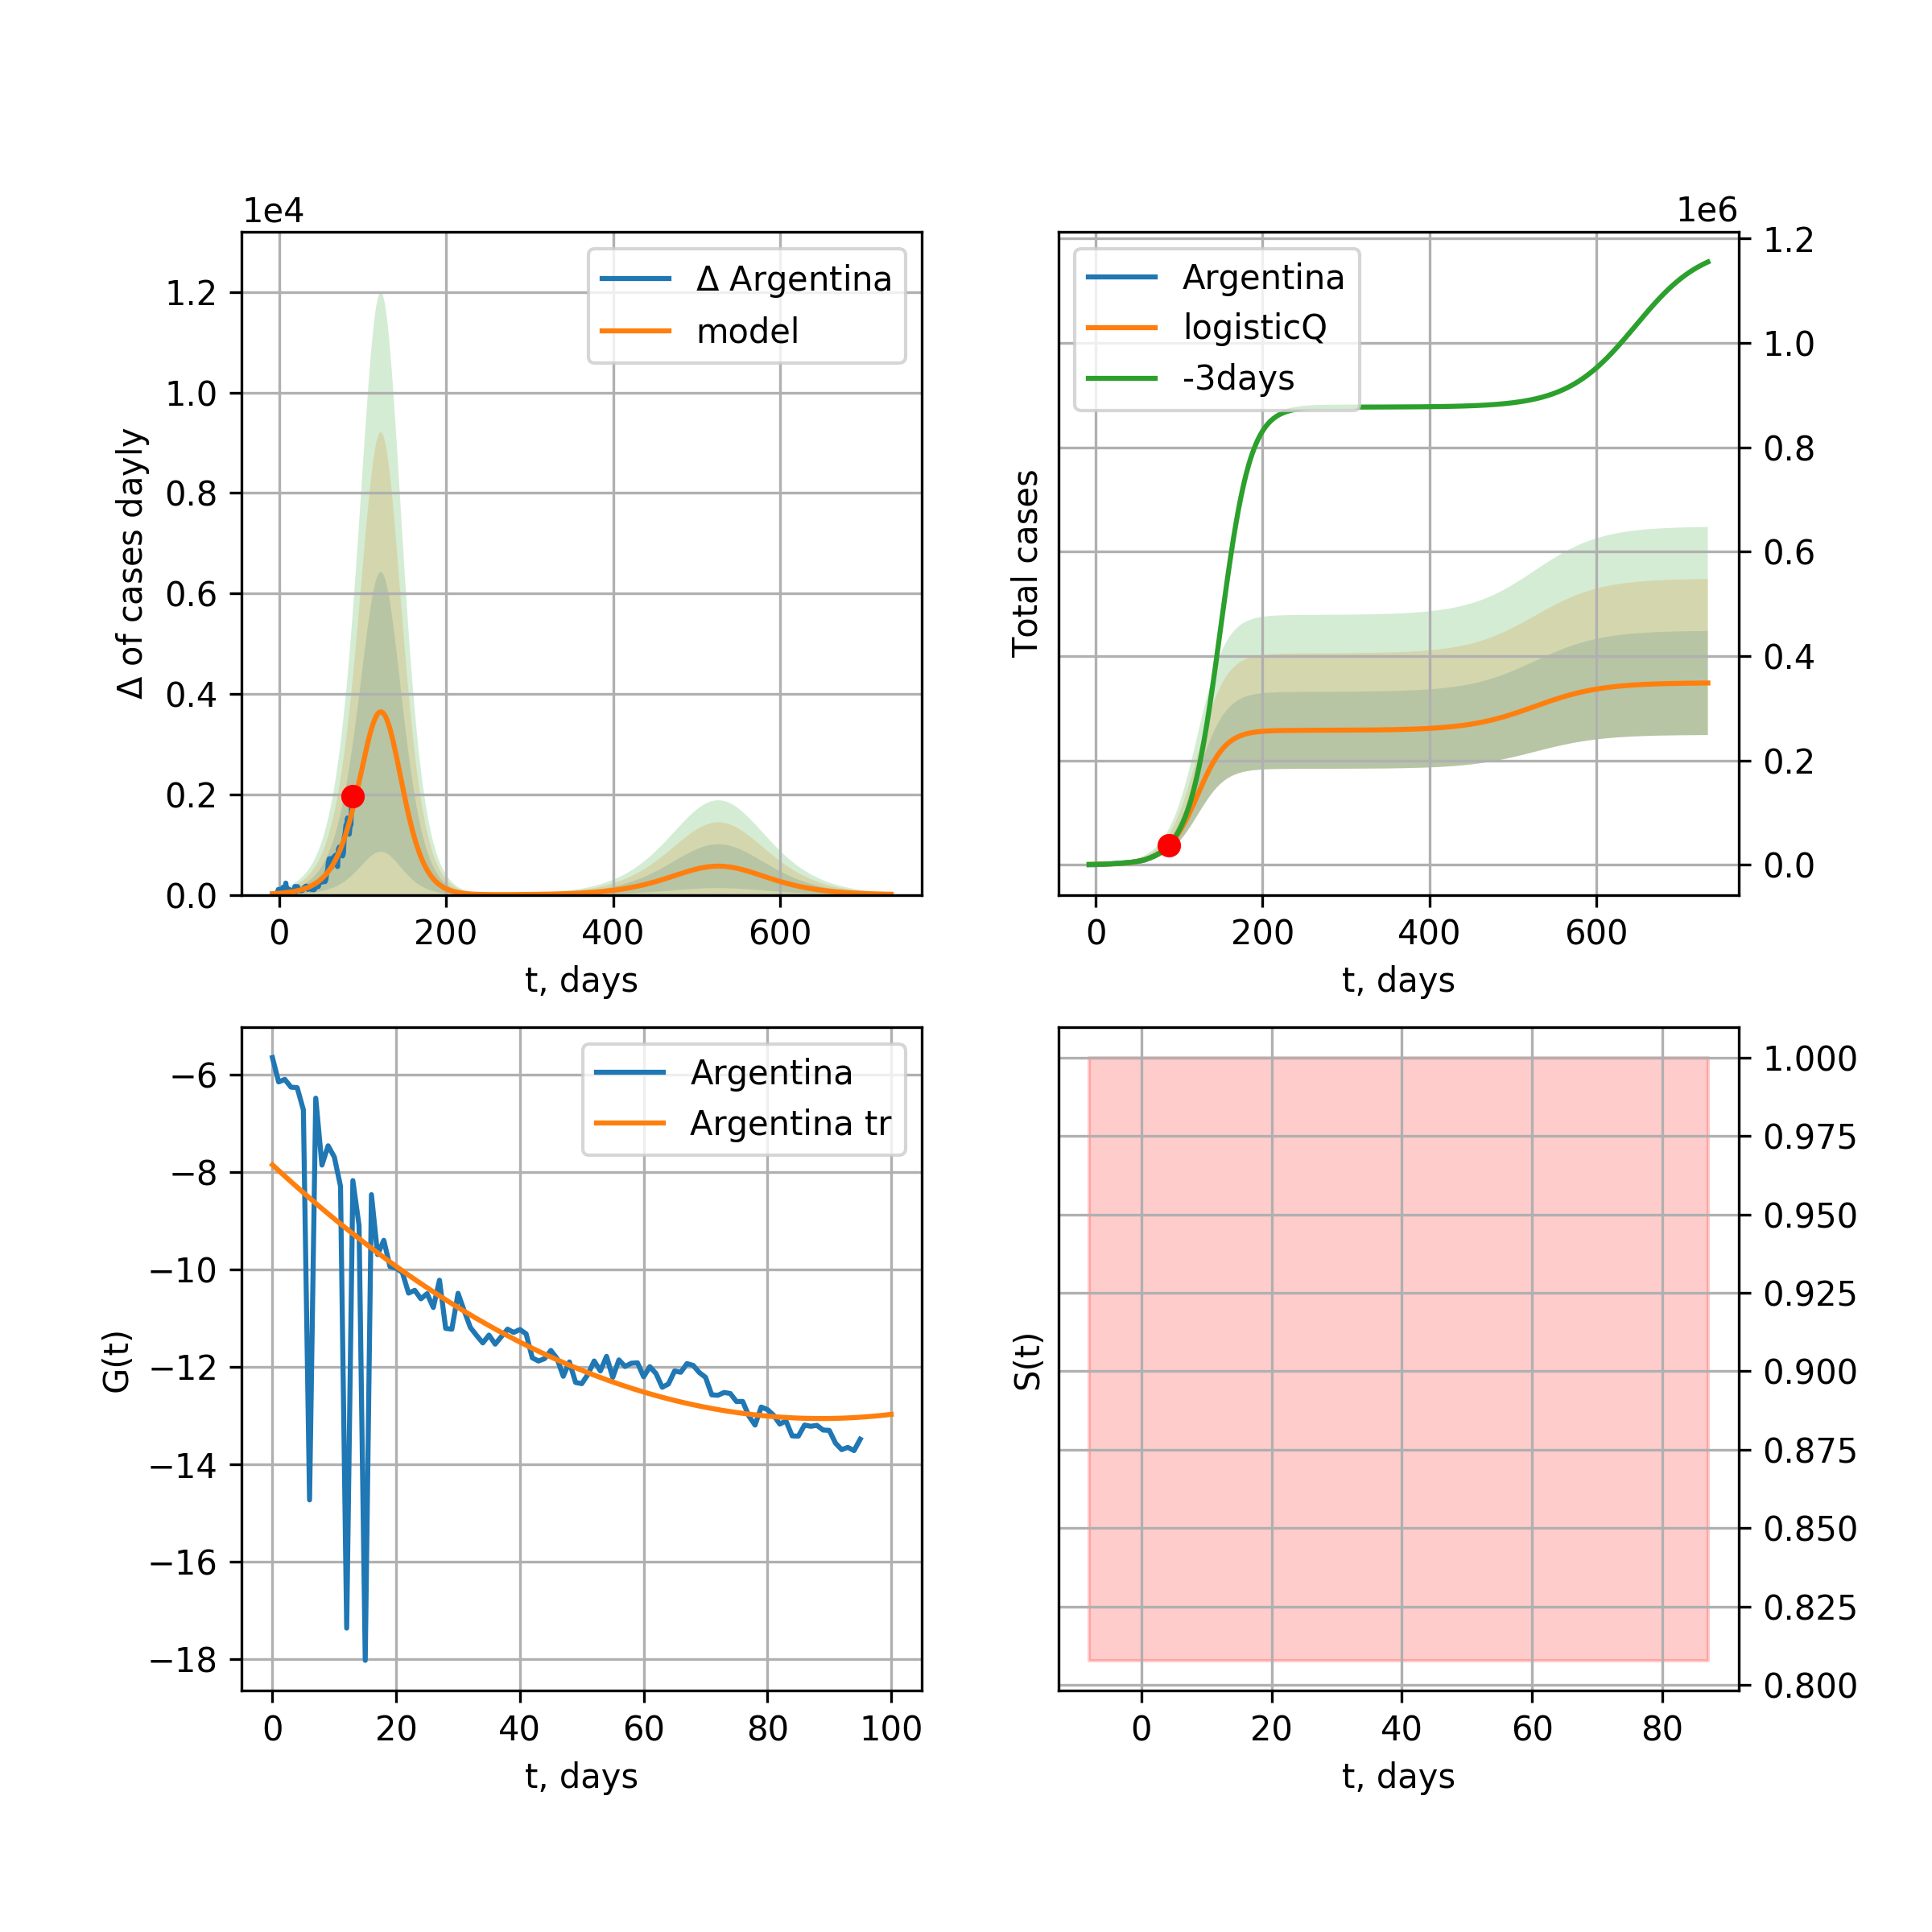 1e4
Δ of cases dayly
1.2
1.0
0.8
0.6
0.4
0.2
0.0
0 200 400 600
t, days
Δ Argentina
model
1e6
Total cases
1.2
1.0
0.8
0.6
0.4
0.2
0.0
0 200 400 600
t, days
Argentina
logisticQ
-3days
G(t)
−6
−8
−10
−12
−14
−16
−18
0 20 40 60 80 100
t, days
Argentina
Argentina tr
S(t)
1.000
0.975
0.950
0.925
0.900
0.875
0.850
0.825
0.800
0 20 40 60 80
t, days